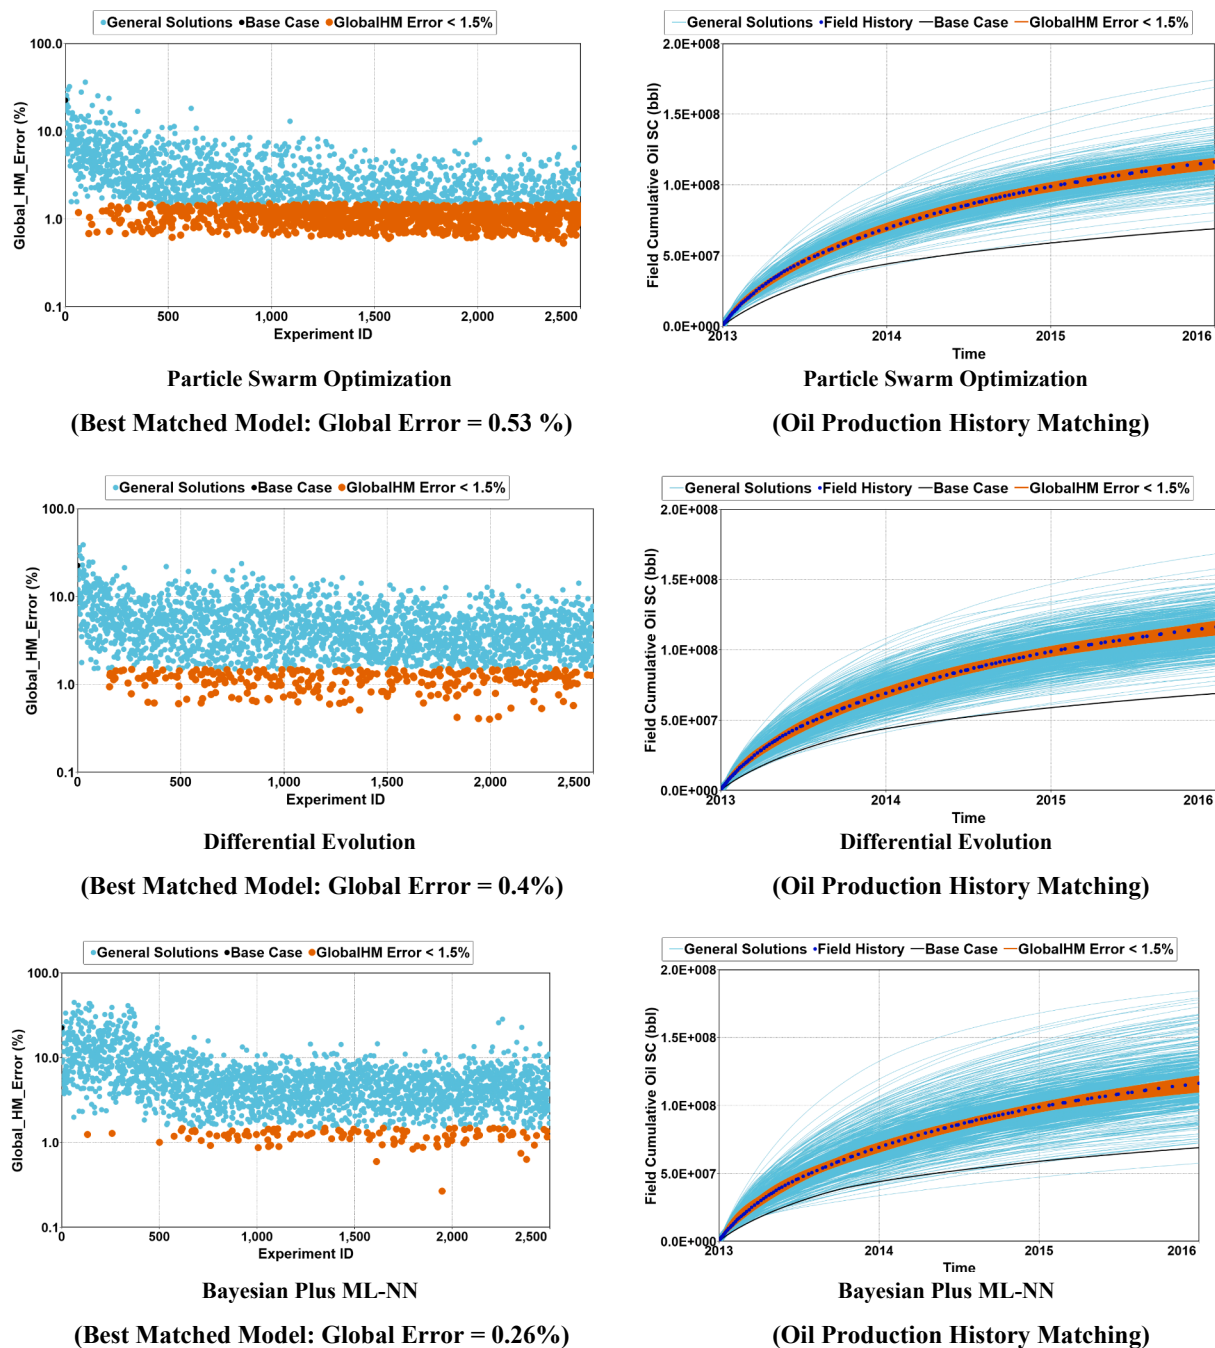 General Solutions Base Case GlobalHM Error < 1.5%
100.0
10.0
1.0
0.1
Global_HM_Error (%)
0 500 1,000 1,500 2,000 2,500
Experiment ID
Particle Swarm Optimization
(Best Matched Model: Global Error = 0.53 %)
General Solutions Field History Base Case GlobalHM Error < 1.5%
2.0E+008
1.5E+008
1.0E+008
5.0E+007
0.0E+000
Field Cumulative Oil SC (bbl)
2013 2014 2015 2016
Time
Particle Swarm Optimization
(Oil Production History Matching)
General Solutions Base Case GlobalHM Error < 1.5%
100.0
10.0
1.0
0.1
Global_HM_Error (%)
0 500 1,000 1,500 2,000 2,500
Experiment ID
Differential Evolution
(Best Matched Model: Global Error = 0.4%)
General Solutions Field History Base Case GlobalHM Error < 1.5%
2.0E+008
1.5E+008
1.0E+008
5.0E+007
0.0E+000
Field Cumulative Oil SC (bbl)
2013 2014 2015 2016
Time
Differential Evolution
(Oil Production History Matching)
General Solutions Base Case GlobalHM Error < 1.5%
100.0
10.0
1.0
0.1
Global_HM_Error (%)
0 500 1,000 1,500 2,000 2,500
Experiment ID
Bayesian Plus ML-NN
(Best Matched Model: Global Error = 0.26%)
General Solutions Field History Base Case GlobalHM Error < 1.5%
2.0E+008
1.5E+008
1.0E+008
5.0E+007
0.0E+000
Field Cumulative Oil SC (bbl)
2013 2014 2015 2016
Time
Bayesian Plus ML-NN
(Oil Production History Matching)